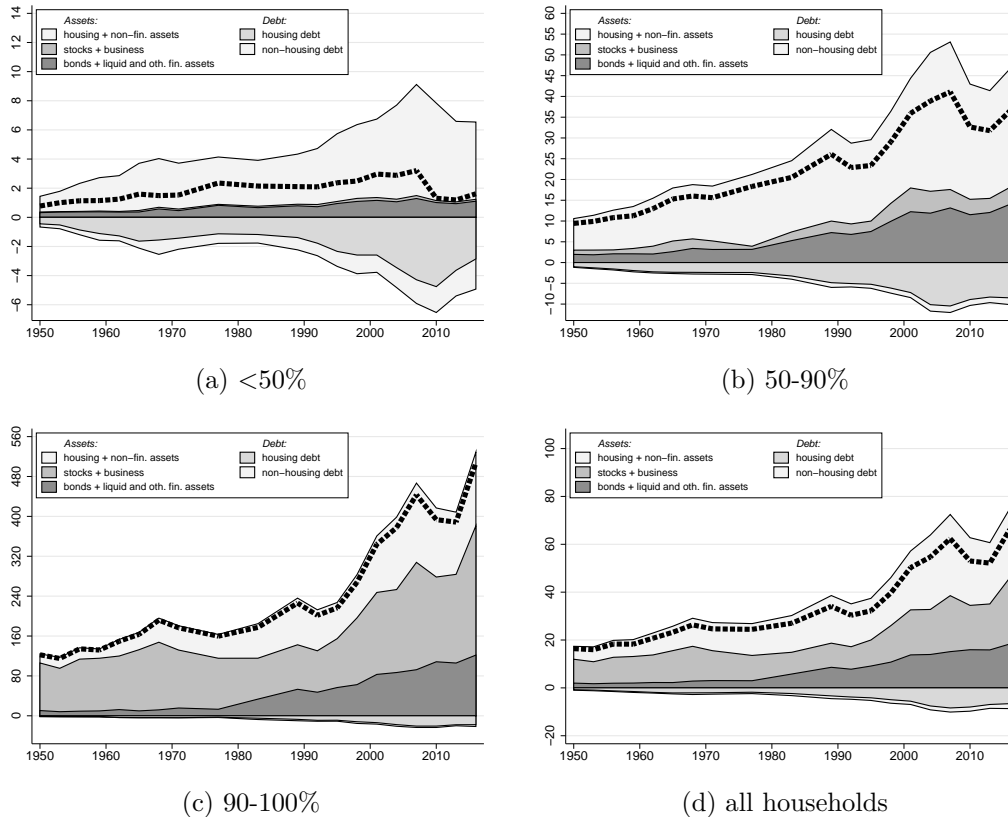 14
12
10
8
6
4
2
0
−2
−4
−6
Assets: Debt:
housing + non−fin. assets housing debt
stocks + business non−housing debt
bonds + liquid and oth. fin. assets
1950 1960 1970 1980 1990 2000 2010
(a) <50%
60
55
50
45
40
35
30
25
20
15
10
5
0
−5
−10
Assets: Debt:
housing + non−fin. assets housing debt
stocks + business non−housing debt
bonds + liquid and oth. fin. assets
1950 1960 1970 1980 1990 2000 2010
(b) 50-90%
560
480
400
320
240
160
80
0
Assets: Debt:
housing + non−fin. assets housing debt
stocks + business non−housing debt
bonds + liquid and oth. fin. assets
1950 1960 1970 1980 1990 2000 2010
(c) 90-100%
100
80
60
40
20
0
−20
Assets: Debt:
housing + non−fin. assets housing debt
stocks + business non−housing debt
bonds + liquid and oth. fin. assets
1950 1960 1970 1980 1990 2000 2010
(d) all households